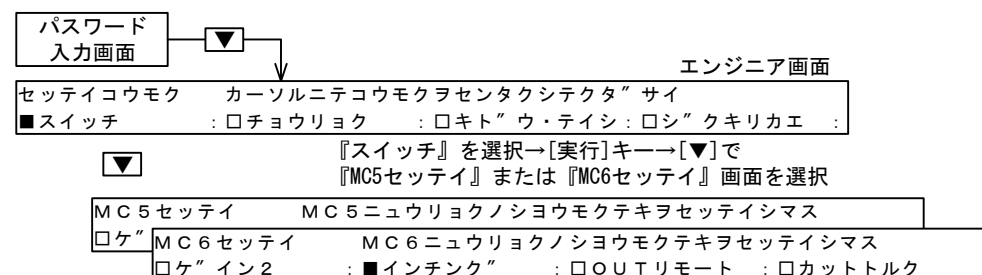 パスワード
入力画面
▼
エンジニア画面
セッテイコウモク　　カーソルニテコウモクヲセンタクシテクタ゛サイ
■スイッチ　　　　：□チョウリョク　　：□キト゛ウ・テイシ：□シ゛クキリカエ　：
▼
『スイッチ』を選択→[実行]キー→[▼]で
『MC5セッテイ』または『MC6セッテイ』画面を選択
ＭＣ５セッテイ　　　ＭＣ５ニュウリョクノシヨウモクテキヲセッテイシマス
□ケ゛
ＭＣ６セッテイ　　　ＭＣ６ニュウリョクノシヨウモクテキヲセッテイシマス
□ケ゛イン２　　　：■インチンク゛　　：□ＯＵＴリモート　：□カットトルク